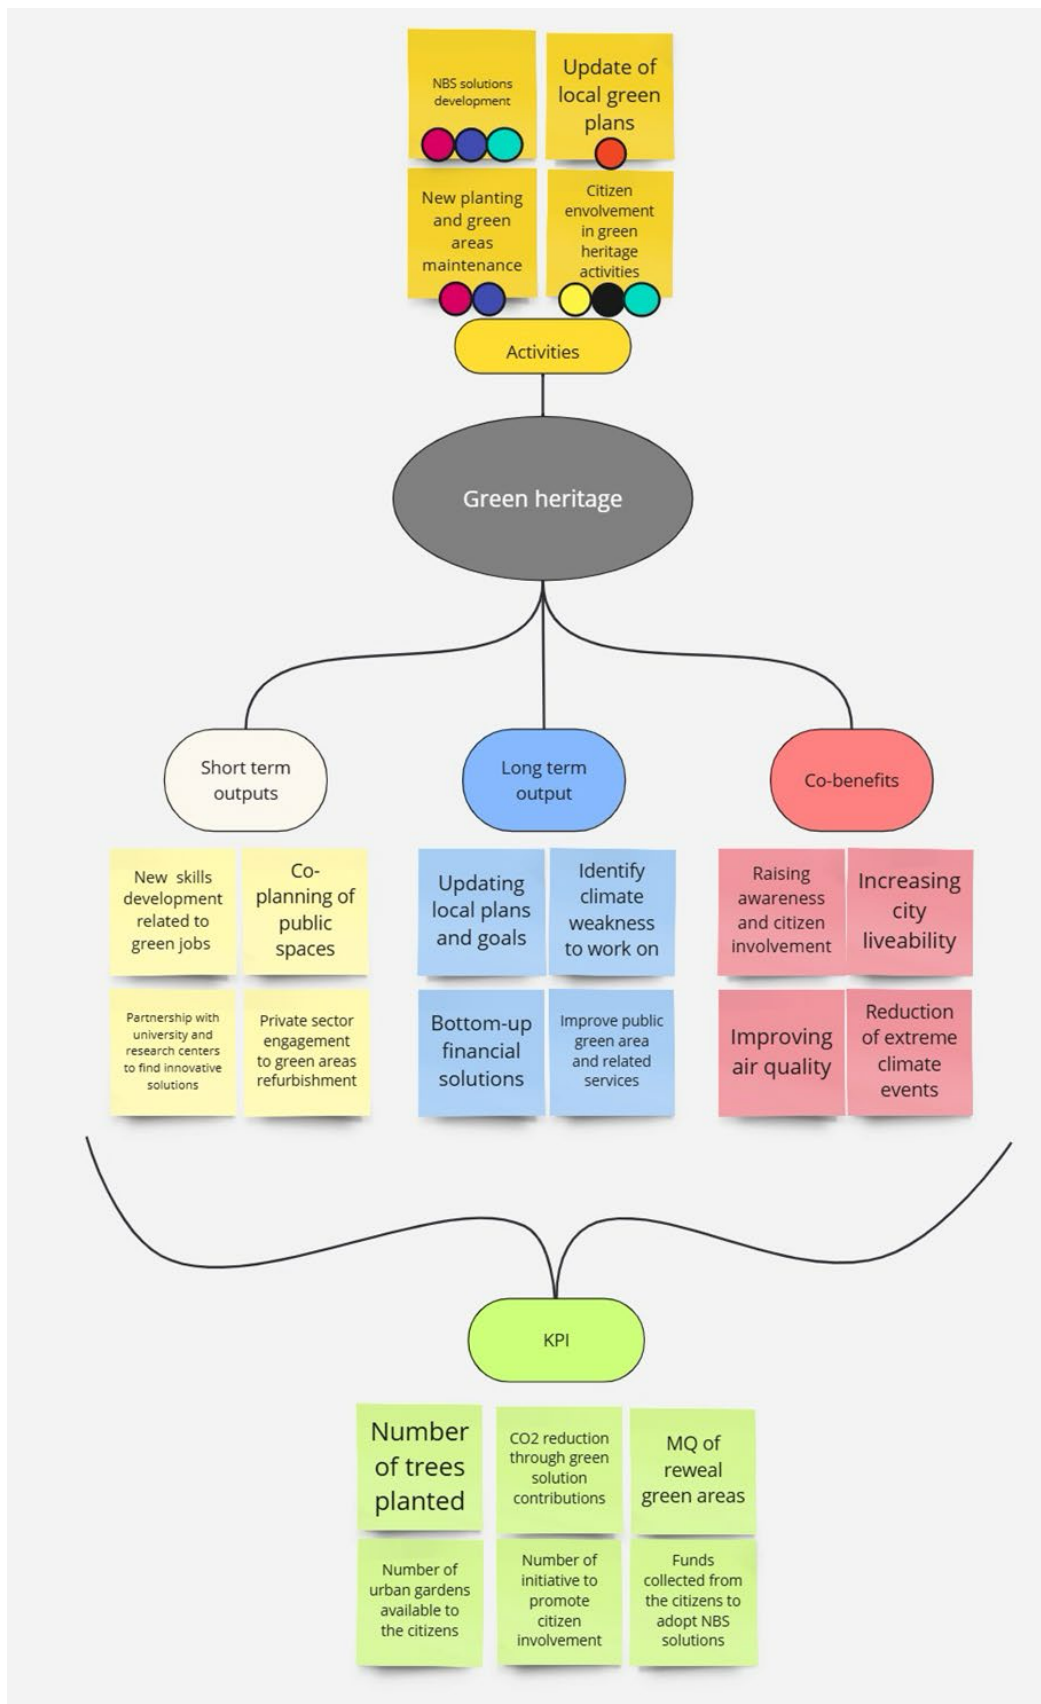 NBS solutions
development
Update of
local green
plans
New planting
and green
areas
maintenance
Citizen
envolvement
in green
heritage
activities
Activities
Green heritage
Short term
outputs
Long term
output
Co-benefits
New skills
development
related to
green jobs
Co-
planning of
public
spaces
Partnership with
university and
research centers
to find innovative
solutions
Private sector
engagement
to green areas
refurbishment
Updating
local plans
and goals
Identify
climate
weakness
to work on
Bottom-up
financial
solutions
Improve public
green area
and related
services
Raising
awareness
and citizen
involvement
Increasing
city
liveability
Improving
air quality
Reduction
of extreme
climate
events
KPI
Number
of trees
planted
CO2 reduction
through green
solution
contributions
MQ of
reweal
green areas
Number of
urban gardens
available to
the citizens
Number of
initiative to
promote
citizen
involvement
Funds
collected from
the citizens to
adopt NBS
solutions